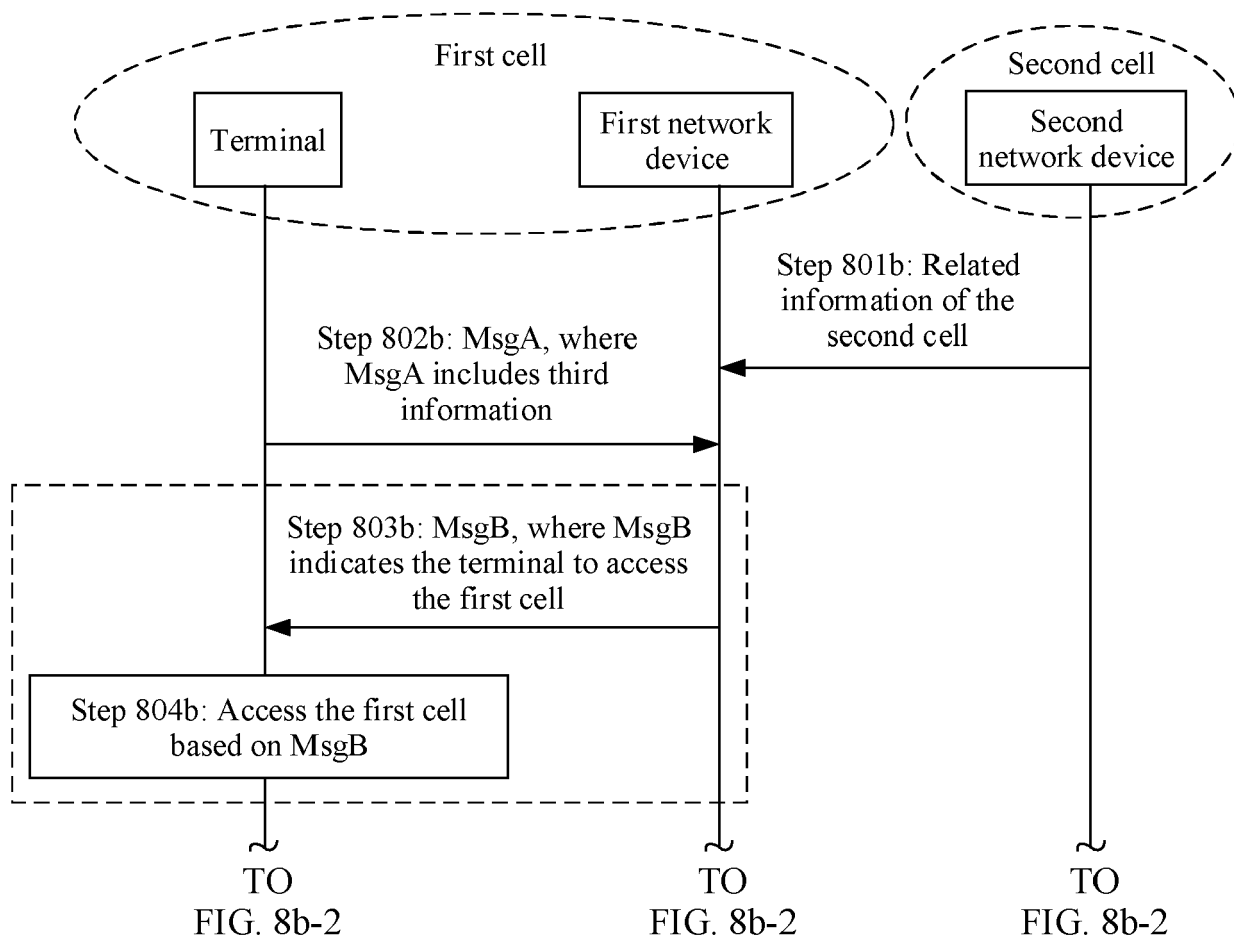 First cell
Second cell
Terminal
First network
device
Second
network device
Step 801b: Related
information of the
second cell
Step 802b: MsgA, where
MsgA includes third
information
Step 803b: MsgB, where MsgB
indicates the terminal to access
the first cell
Step 804b: Access the first cell
based on MsgB
TO
FIG. 8b-2
TO
FIG. 8b-2
TO
FIG. 8b-2